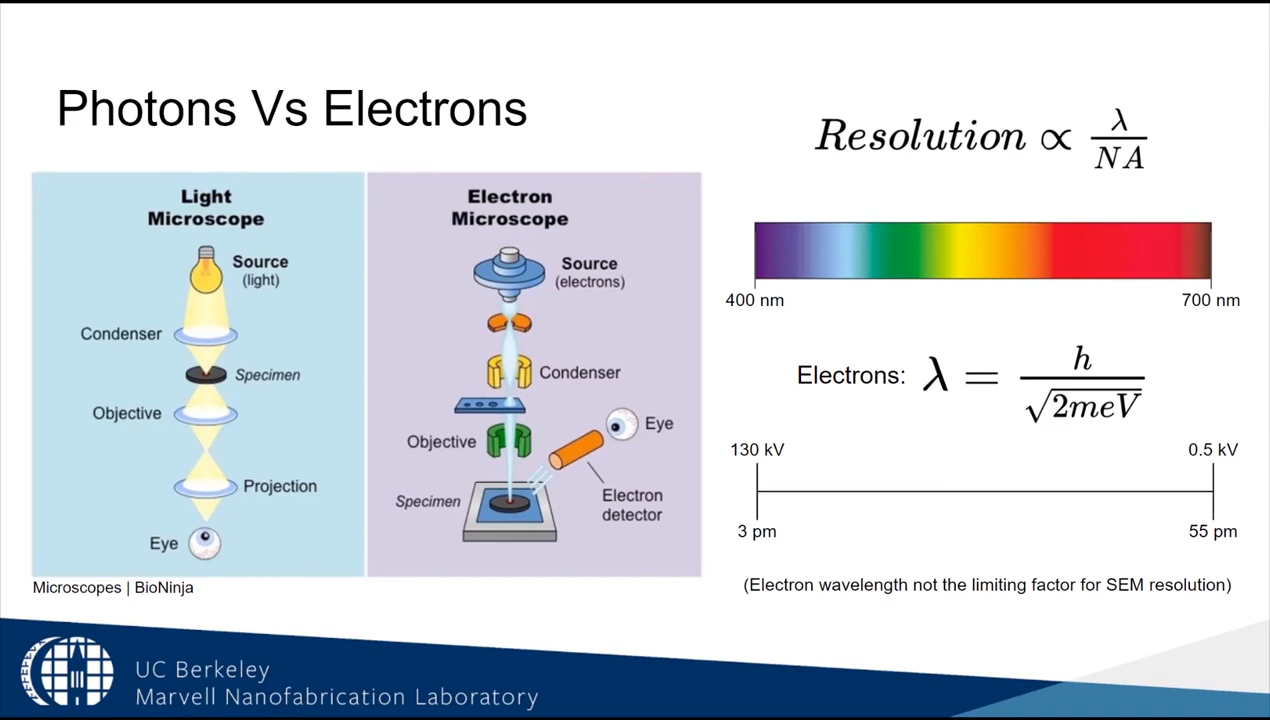 Photons Vs Electrons
Light
Microscope
Source
(light)
Condenser
Specimen
Objective
Projection
Eye
Electron
Microscope
Source
(electrons)
Condenser
Objective
Eye
Specimen
Electron
detector
Microscopes | BioNinja
Resolution ∝ λ/NA
400 nm
700 nm
Electrons: λ = h/√2meV
130 kV
0.5 kV
3 pm
55 pm
(Electron wavelength not the limiting factor for SEM resolution)
UC Berkeley
Marvell Nanofabrication Laboratory